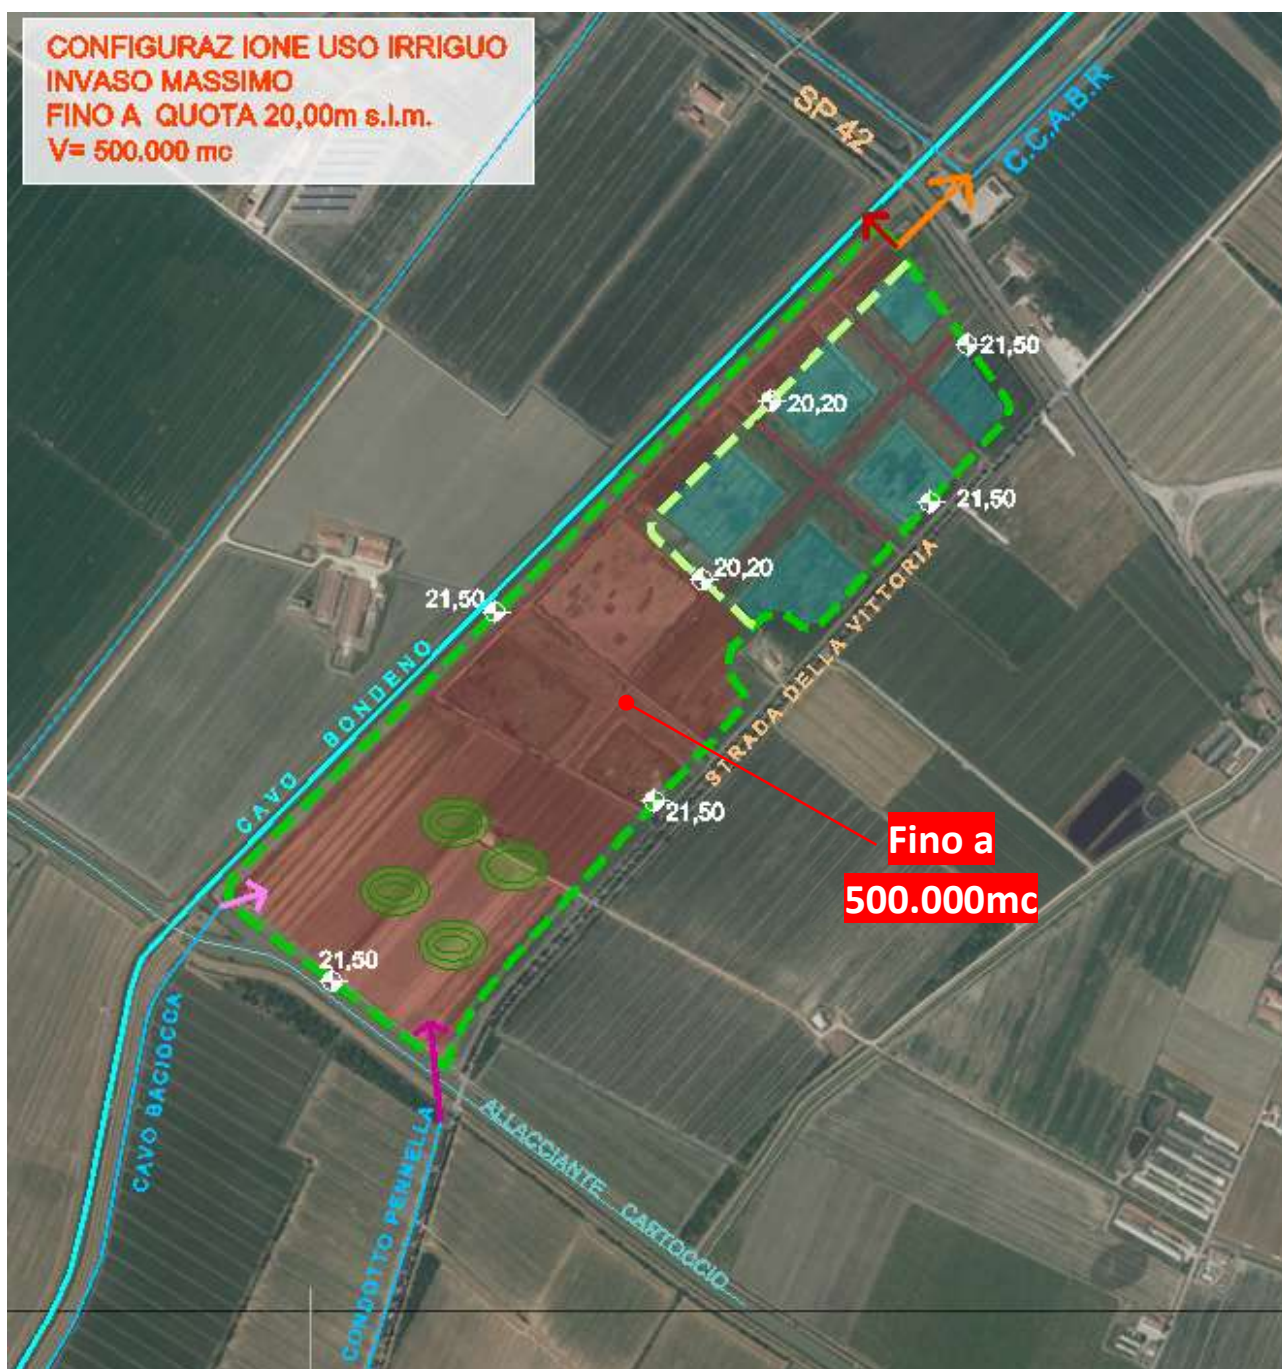 CONFIGURAZ IONE USO IRRIGUO
INVASO MASSIMO
FINO A QUOTA 20,00m s.l.m.
V= 500.000 mc
SP 42
C.C.A.B.R
21,50
20,20
21,50
20,20
21,50
CAVO BONDENO
STRADA DELLA VITTORIA
21,50
Fino a
500.000mc
21,50
CAVO BACIOCCA
CONDOTTO PENNELLA
ALLACCIANTE CARTOCCIO